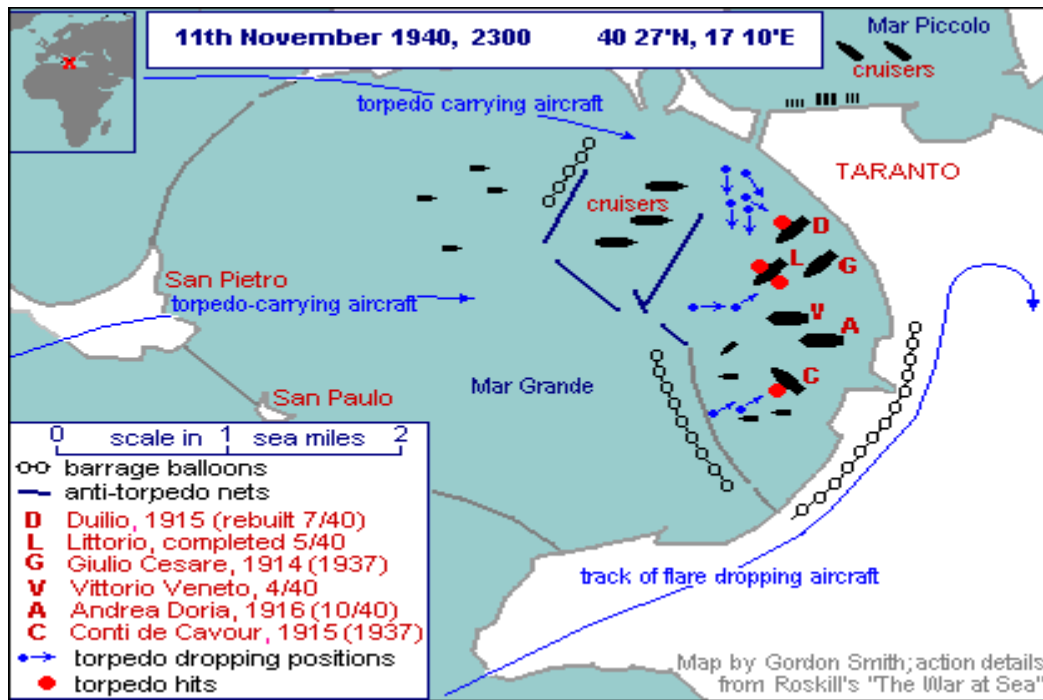 11th November 1940, 2300 40 27'N, 17 10'E
Mar Piccolo
cruisers
torpedo carrying aircraft
TARANTO
cruisers
D
L
G
San Pietro
torpedo-carrying aircraft
V
A
Mar Grande
C
San Paulo
0 scale in 1 sea miles 2
barrage balloons
anti-torpedo nets
D Duilio, 1915 (rebuilt 7/40)
L Littorio, completed 5/40
G Giulio Cesare, 1914 (1937)
V Vittorio Veneto, 4/40
A Andrea Doria, 1916 (10/40)
C Conti de Cavour, 1915 (1937)
torpedo dropping positions
torpedo hits
track of flare dropping aircraft
Map by Gordon Smith; action details
from Roskill's "The War at Sea"